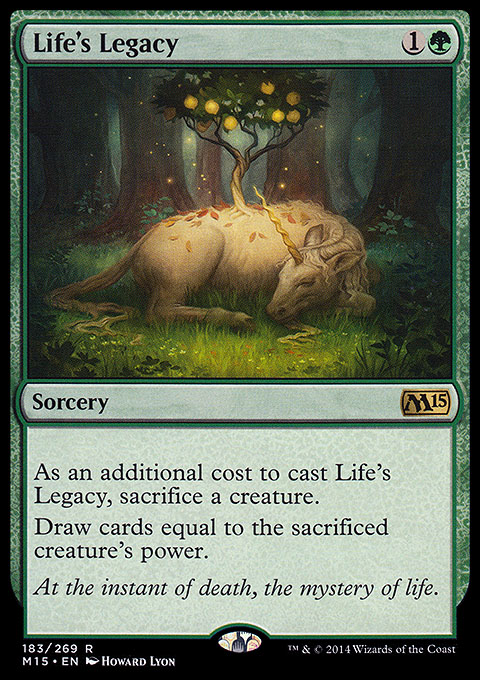 Life's Legacy 1
Sorcery M15
As an additional cost to cast Life's
Legacy, sacrifice a creature.
Draw cards equal to the sacrificed
creature's power.
At the instant of death, the mystery of life.
183/269 R
™ & © 2014 Wizards of the Coast
M15 • EN Howard Lyon